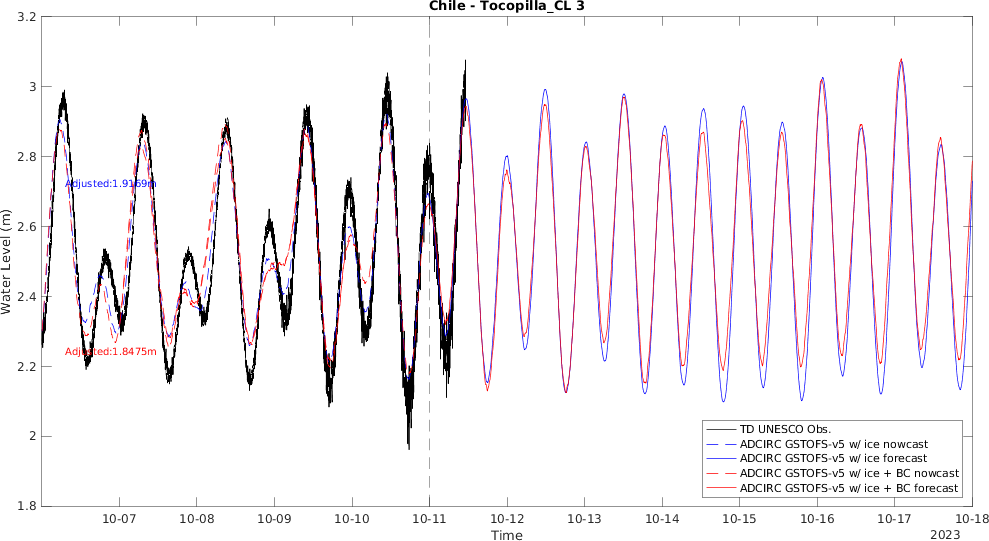 Chile - Tocopilla_CL 3
3.2
3
2.8
2.6
2.4
2.2
2
1.8
Water Level (m)
Adjusted:1.9169m
Adjusted:1.8475m
TD UNESCO Obs.
ADCIRC GSTOFS-v5 w/ ice nowcast
ADCIRC GSTOFS-v5 w/ ice forecast
ADCIRC GSTOFS-v5 w/ ice + BC nowcast
ADCIRC GSTOFS-v5 w/ ice + BC forecast
10-07 10-08 10-09 10-10 10-11 10-12 10-13 10-14 10-15 10-16 10-17 10-18
Time
2023